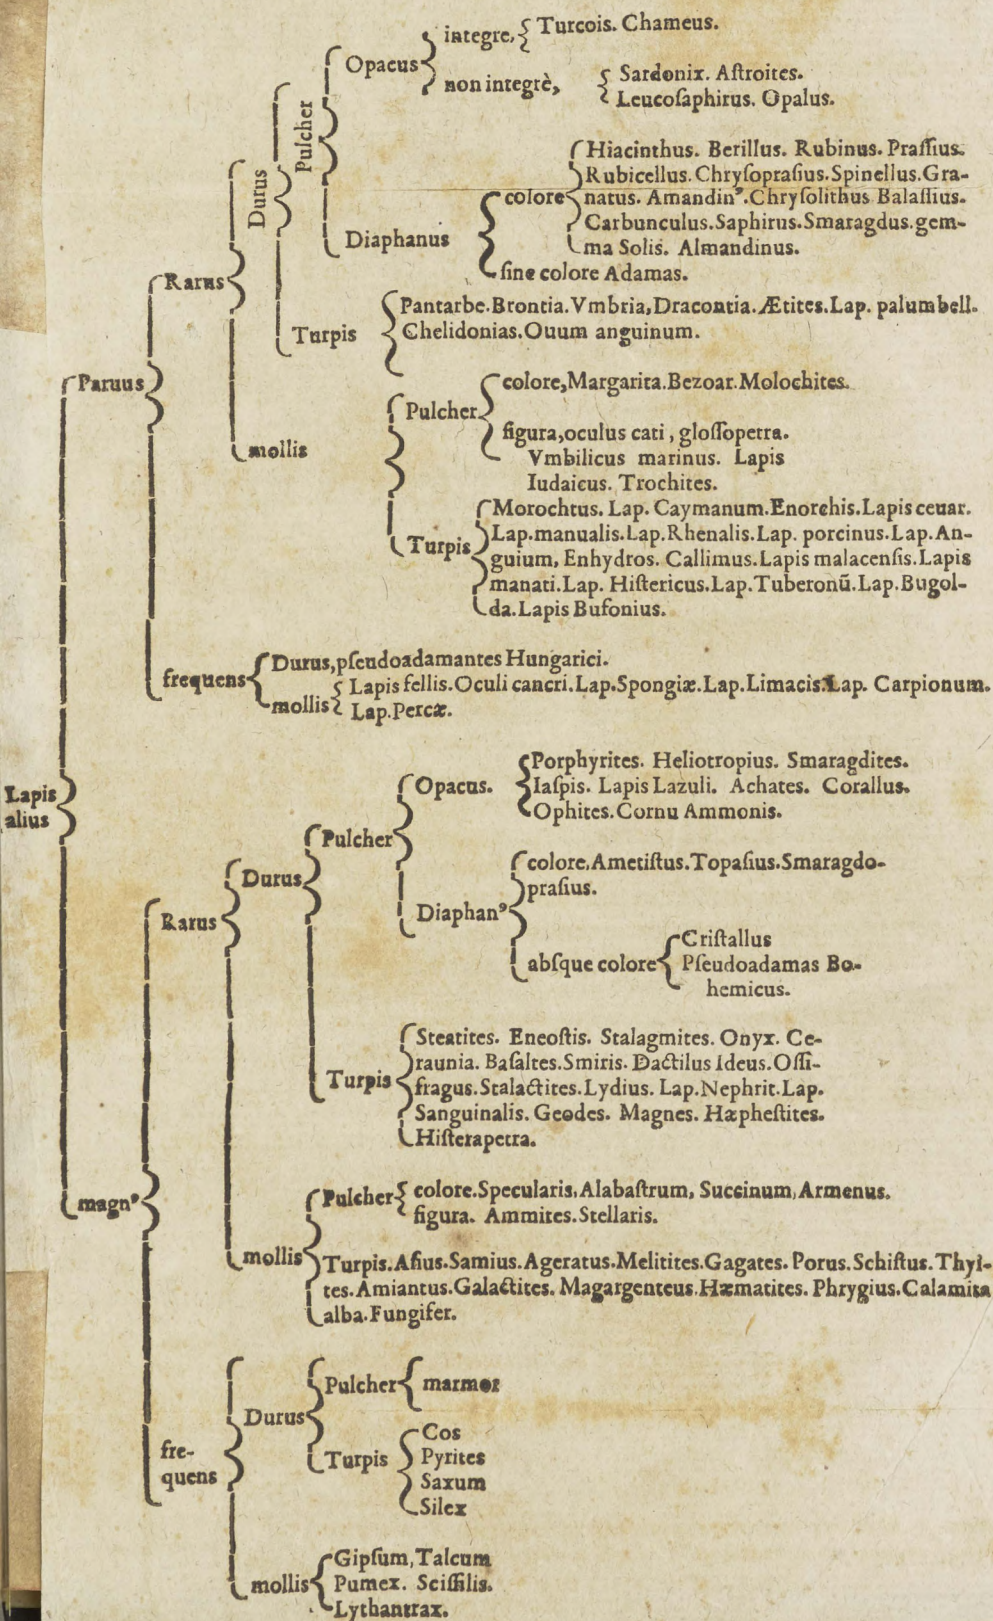 integre, Turcois. Chameus.
Opacus
non integrè, Sardonix. Aſtroites.
Leucoſaphirus. Opalus.
Pulcher
Hiacinthus. Berillus. Rubinus. Praſſius.
Durus
Rubicellus. Chryſopraſius. Spinellus. Gra-
colore natus. Amandinꝰ. Chryſolithus Balaſſius.
Carbunculus. Saphirus. Smaragdus. gem-
Diaphanus
ma Solis. Almandinus.
ſine colore Adamas.
Rarus
Pantarbe. Brontia. Vmbria, Dracontia. Ætites. Lap. palumbell.
Turpis Chelidonias. Ouum anguinum.
Paruus
colore, Margarita. Bezoar. Molochites.
Pulcher
figura, oculus cati, gloſſopetra.
mollis
Vmbilicus marinus. Lapis
Iudaicus. Trochites.
Morochtus. Lap. Caymanum. Enorchis. Lapis ceuar.
Turpis Lap. manualis. Lap. Rhenalis. Lap. porcinus. Lap. An-
guium, Enhydros. Callimus. Lapis malacenſis. Lapis
manati. Lap. Hiſtericus. Lap. Tuberonū. Lap. Bugol-
da. Lapis Bufonius.
Durus, pſeudoadamantes Hungarici.
frequens
mollis Lapis fellis. Oculi cancri. Lap. Spongiæ. Lap. Limacis. Lap. Carpionum.
Lap. Percæ.
Lapis
alius
Porphyrites. Heliotropius. Smaragdites.
Opacus. Iaſpis. Lapis Lazuli. Achates. Corallus.
Ophites. Cornu Ammonis.
Pulcher
colore. Ametiſtus. Topaſius. Smaragdo-
praſius.
Durus
Diaphanꝰ
Rarus
absque colore Criſtallus
Pſeudoadamas Bo-
hemicus.
Steatites. Eneoſtis. Stalagmites. Onyx. Ce-
raunia. Baſaltes. Smiris. Dactilus Ideus. Oſſi-
Turpis fragus. Stalactites. Lydius. Lap. Nephrit. Lap.
Sanguinalis. Geodes. Magnes. Hæpheſtites.
Hiſterapetra.
magnꝰ
Pulcher colore. Specularis, Alabaſtrum, Succinum, Armenus.
figura. Ammites. Stellaris.
mollis Turpis. Aſius. Samius. Ageratus. Melitites. Gagates. Porus. Schiſtus. Thyi-
tes. Amiantus. Galactites. Magargenteus. Hæmatites. Phrygius. Calamita
alba. Fungifer.
Pulcher marmor
Durus
Turpis Cos
Pyrites
Saxum
Silex
fre-
quens
mollis Gipſum, Talcum
Pumex. Sciſſilis.
Lythantrax.